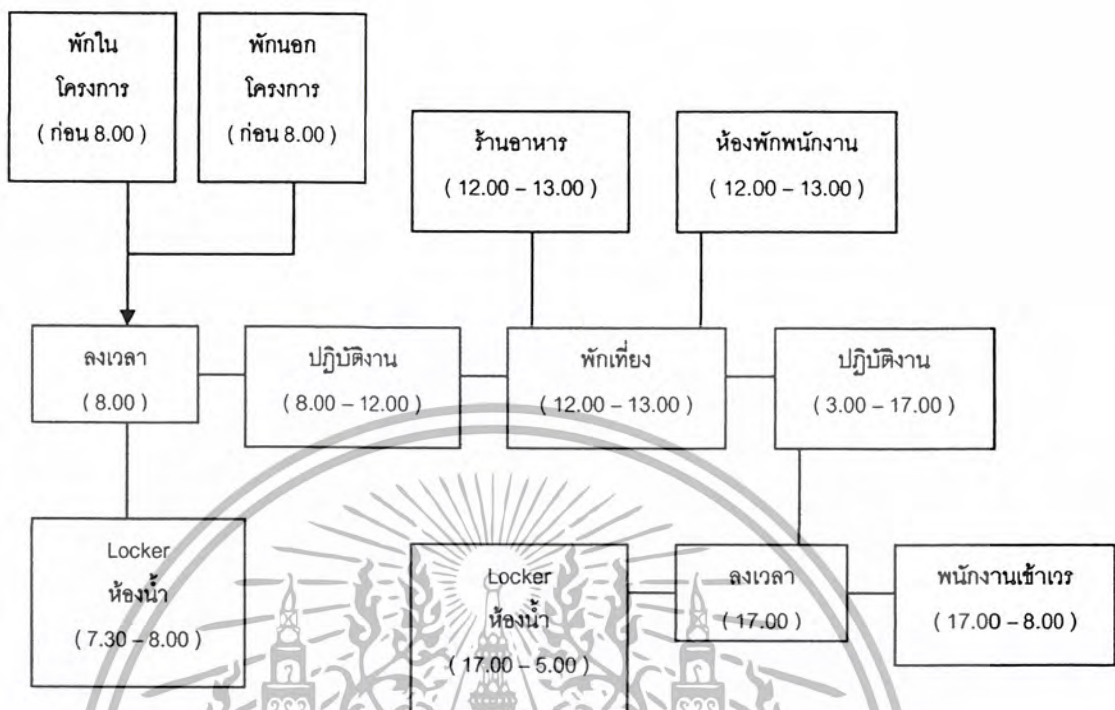 พักใน
โครงการ
( ก่อน 8.00 )
พักนอก
โครงการ
( ก่อน 8.00 )
ร้านอาหาร
( 12.00 – 13.00 )
ห้องพักพนักงาน
( 12.00 – 13.00 )
ลงเวลา
( 8.00 )
ปฏิบัติงาน
( 8.00 – 12.00 )
พักเที่ยง
( 12.00 – 13.00 )
ปฏิบัติงาน
( 3.00 – 17.00 )
Locker
ห้องน้ำ
( 7.30 – 8.00 )
Locker
ห้องน้ำ
( 17.00 – 5.00 )
ลงเวลา
( 17.00 )
พนักงานเข้าเวร
( 17.00 – 8.00 )